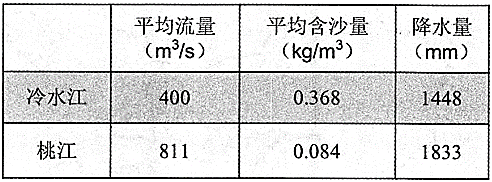 平均流量 平均含沙量 降水量
（m³/s） （kg/m³） （mm）
冷水江 400 0.368 1448
桃江 811 0.084 1833